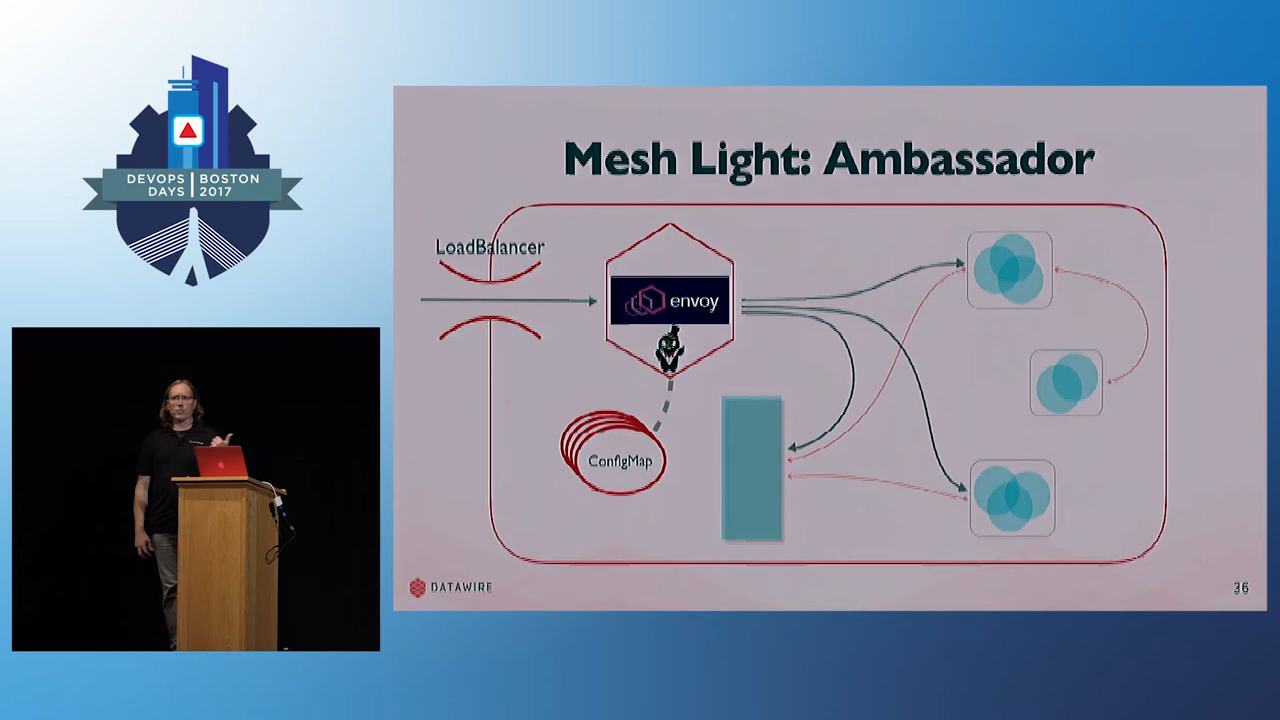 DEVOPS BOSTON
DAYS 2017
Mesh Light: Ambassador
LoadBalancer
envoy
ConfigMap
DATAWIRE
36